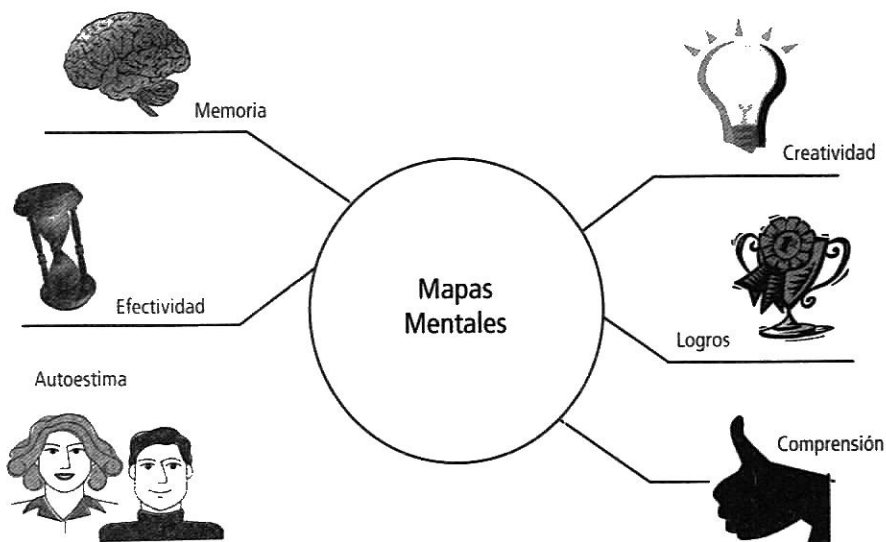 Memoria
Creatividad
Efectividad
Mapas
Mentales
Logros
Autoestima
Comprensión